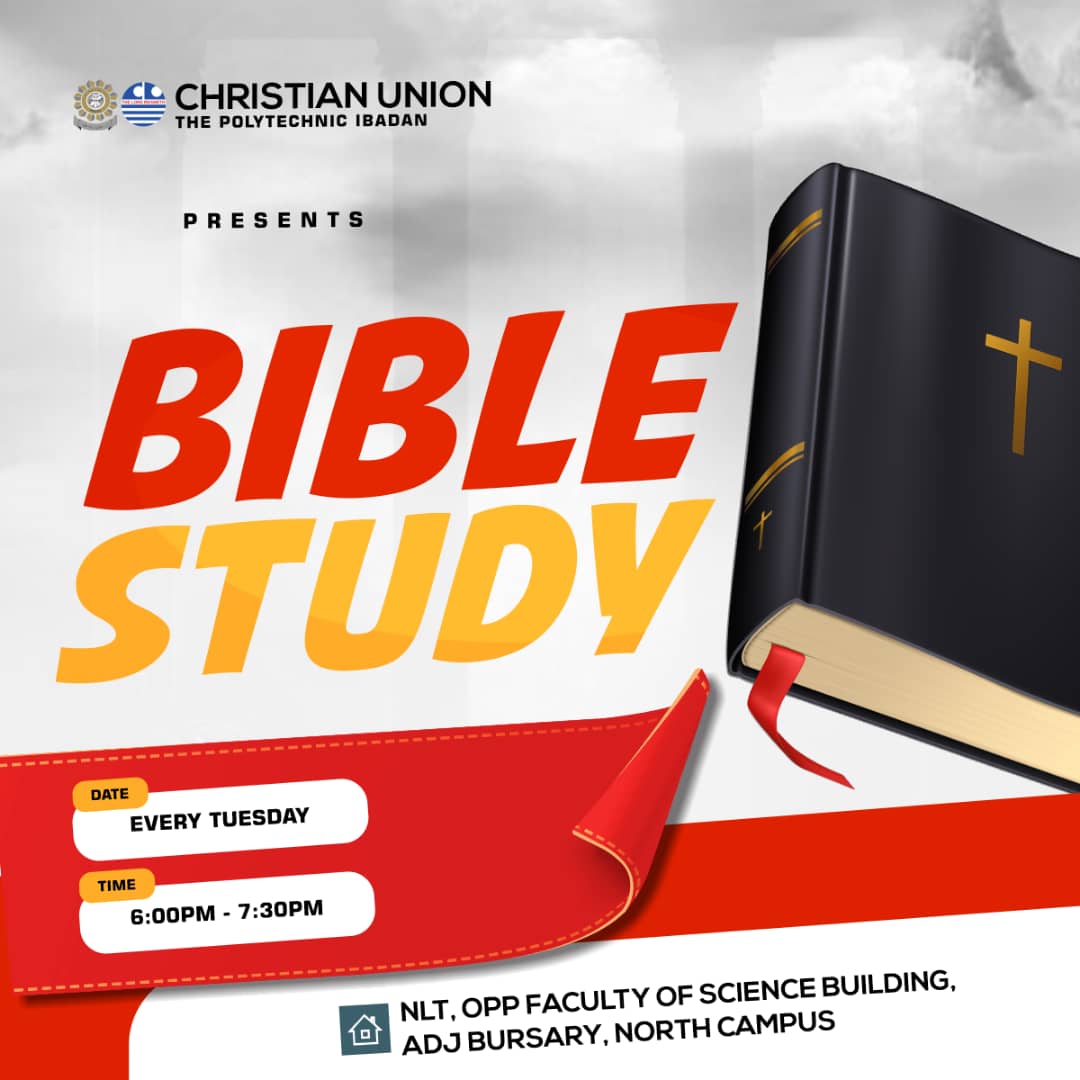 CHRISTIAN UNION
THE POLYTECHNIC IBADAN
PRESENTS
BIBLE
STUDY
DATE
EVERY TUESDAY
TIME
6:00PM - 7:30PM
NLT, OPP FACULTY OF SCIENCE BUILDING,
ADJ BURSARY, NORTH CAMPUS